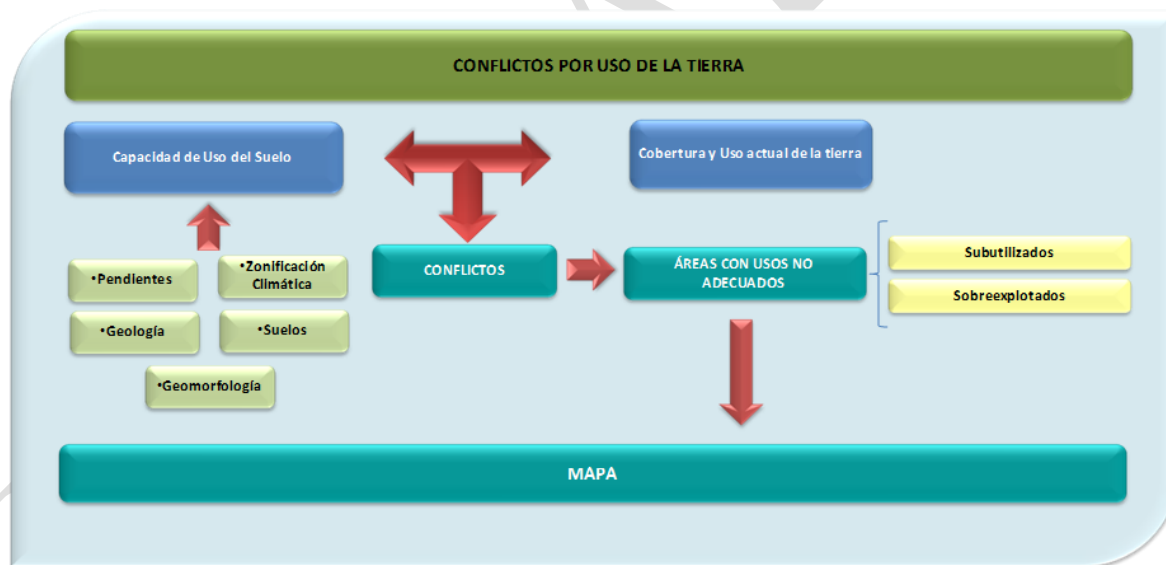 CONFLICTOS POR USO DE LA TIERRA
Capacidad de Uso del Suelo
Cobertura y Uso actual de la tierra
•Pendientes
•Zonificación
Climática
•Geología
•Suelos
•Geomorfología
CONFLICTOS
ÁREAS CON USOS NO
ADECUADOS
Subutilizados
Sobreexplotados
MAPA